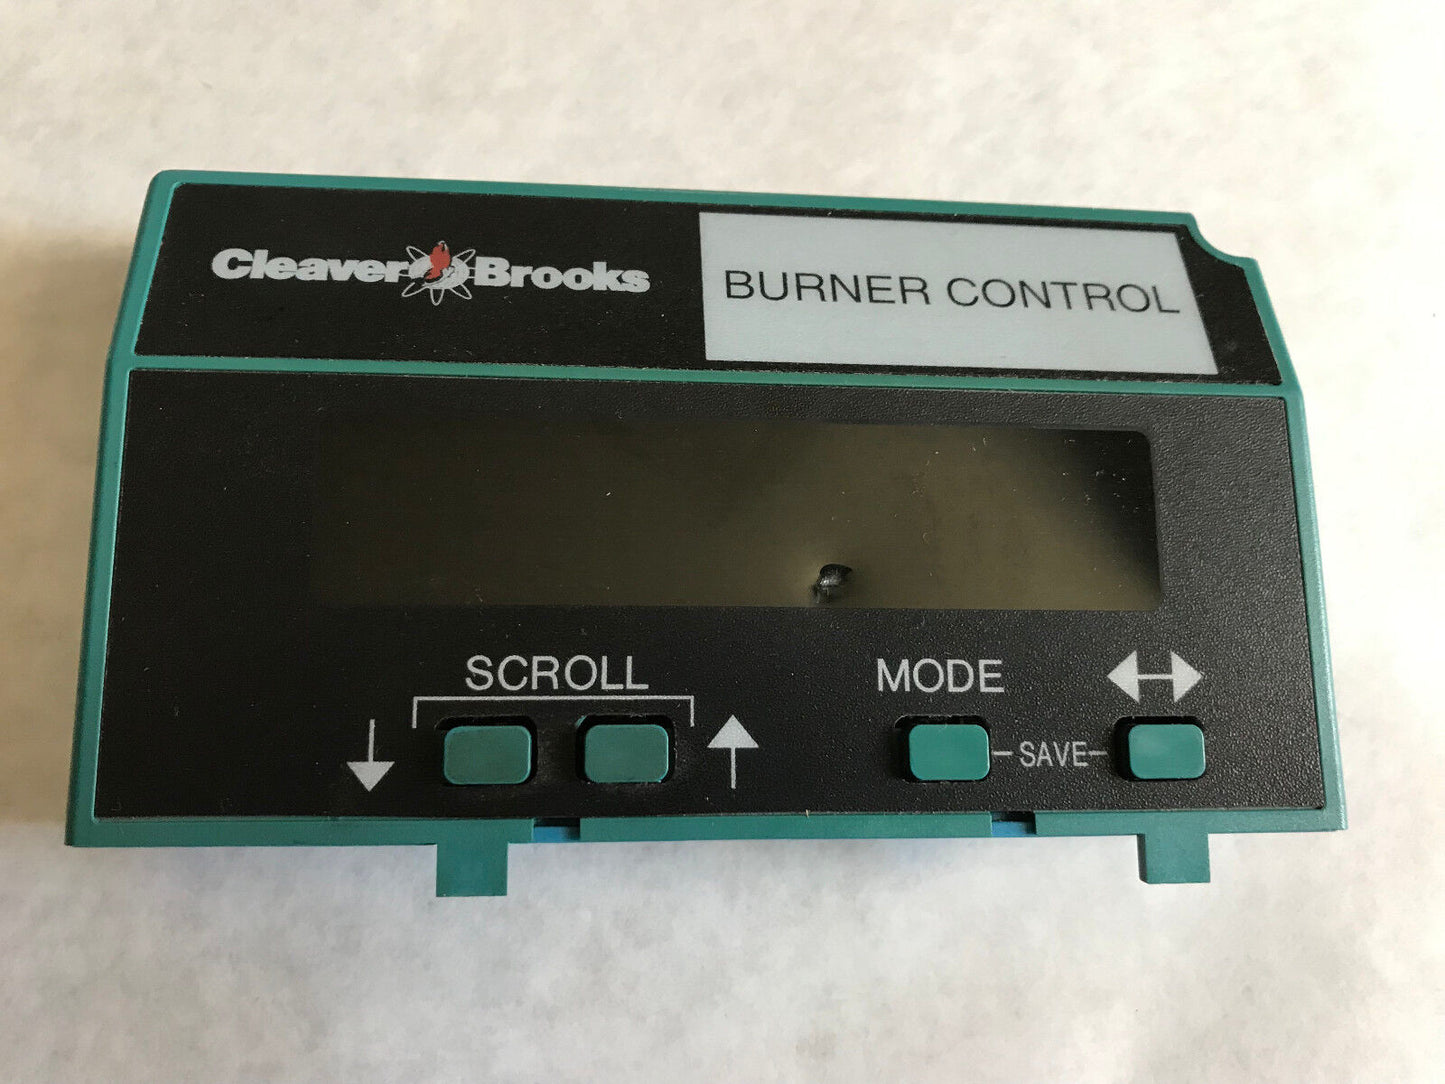 Cleaver Brooks
BURNER CONTROL
SCROLL
MODE
SAVE